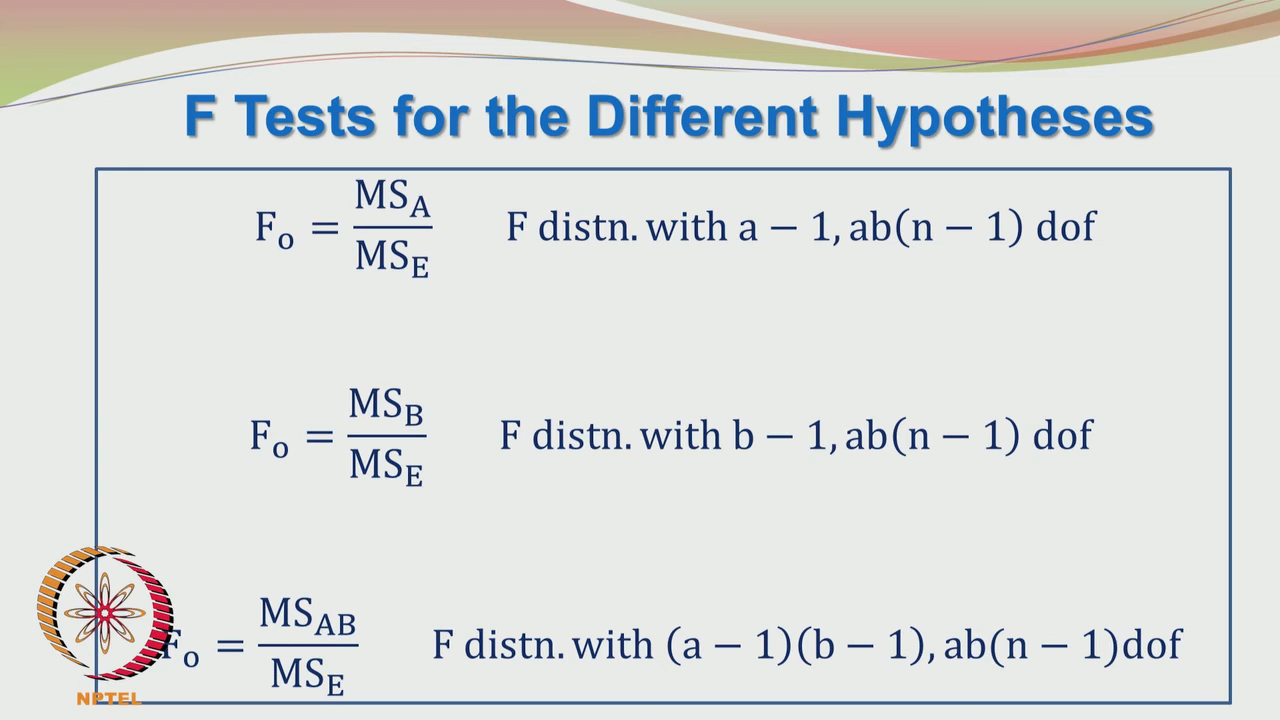 F Tests for the Different Hypotheses
F₀ = MS_A / MS_E F distn. with a − 1, ab(n − 1) dof
F₀ = MS_B / MS_E F distn. with b − 1, ab(n − 1) dof
F₀ = MS_AB / MS_E F distn. with (a − 1)(b − 1), ab(n − 1)dof
NPTEL